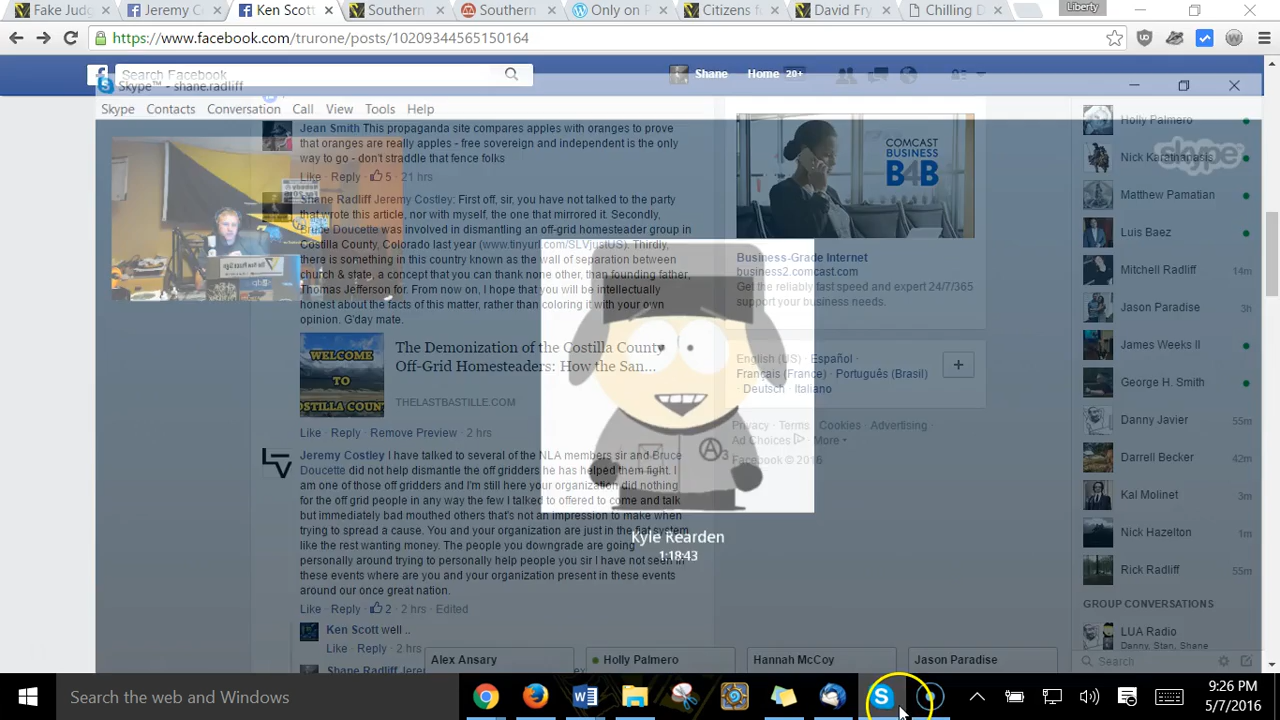 Fake Judg
Jeremy C
Ken Scott
Southern
Southern
Only on P
Citizens f
David Fry
Chilling D
Liberty
https://www.facebook.com/trurone/posts/10209344565150164
Search Facebook
Shane
Home 20+
Skype™ - shane.radliff
Skype Contacts Conversation Call View Tools Help
Jean Smith This propaganda site compares apples with oranges to prove
that oranges are really apples - free sovereign and independent is the only
way to go - don't straddle that fence folks
Like · Reply · 5 · 21 hrs
Shane Radliff Jeremy Costley: First off, sir, you have not talked to the party
that wrote this article, nor with myself, the one that mirrored it. Secondly,
Bruce Doucette was involved in dismantling an off-grid homesteader group in
Costilla County, Colorado last year (www.tinyurl.com/SLVjustUS). Thirdly,
there is something in this country known as the wall of separation between
church & state, a concept that you can thank none other, than founding father,
Thomas Jefferson for. From now on, I hope that you will be intellectually
honest about the facts of this matter, rather than coloring it with your own
opinion. G'day mate.
WELCOME
TO
COSTILLA COUNT
The Demonization of the Costilla County
Off-Grid Homesteaders: How the San...
THELASTBASTILLE.COM
Like · Reply · Remove Preview · 2 hrs
Jeremy Costley I have talked to several of the NLA members sir and Bruce
Doucette did not help dismantle the off gridders he has helped them fight. I
am one of those off gridders and I'm still here your organization did nothing
for the off grid people in any way the few I talked to offered to come and talk
but immediately bad mouthed others that's not an impression to make when
trying to spread a cause. You and your organization are just in the fiat system
like the rest wanting money. The people you downgrade are going
personally around trying to personally help people you sir I have not seen in
these events where are you and your organization present in these events
around our once great nation.
Like · Reply · 2 · 2 hrs · Edited
Ken Scott well ..
Like · Reply · 2 hrs
Shane Radliff Jerem
COMCAST
BUSINESS
B4B
Business-Grade Internet
business2.comcast.com
Get the reliably fast speed and expert 24/7/365
support your business needs.
English (US) · Español ·
Français (France) · Português (Brasil)
· Deutsch · Italiano
Privacy · Terms · Cookies · Advertising
Ad Choices · More
Facebook © 2016
Kyle Rearden
1:18:43
skype
Holly Palmero
Nick Karathanasis
Matthew Pamatian
Luis Baez
Mitchell Radliff 14m
Jason Paradise 3m
James Weeks II
George H. Smith
Danny Javier 55m
Darrell Becker 42m
Kal Molinet 3m
Nick Hazelton 1m
Rick Radliff 55m
GROUP CONVERSATIONS
LUA Radio
Danny, Stan, Shane
Search
Alex Ansary
Holly Palmero
Hannah McCoy
Jason Paradise
Search the web and Windows
9:26 PM
5/7/2016